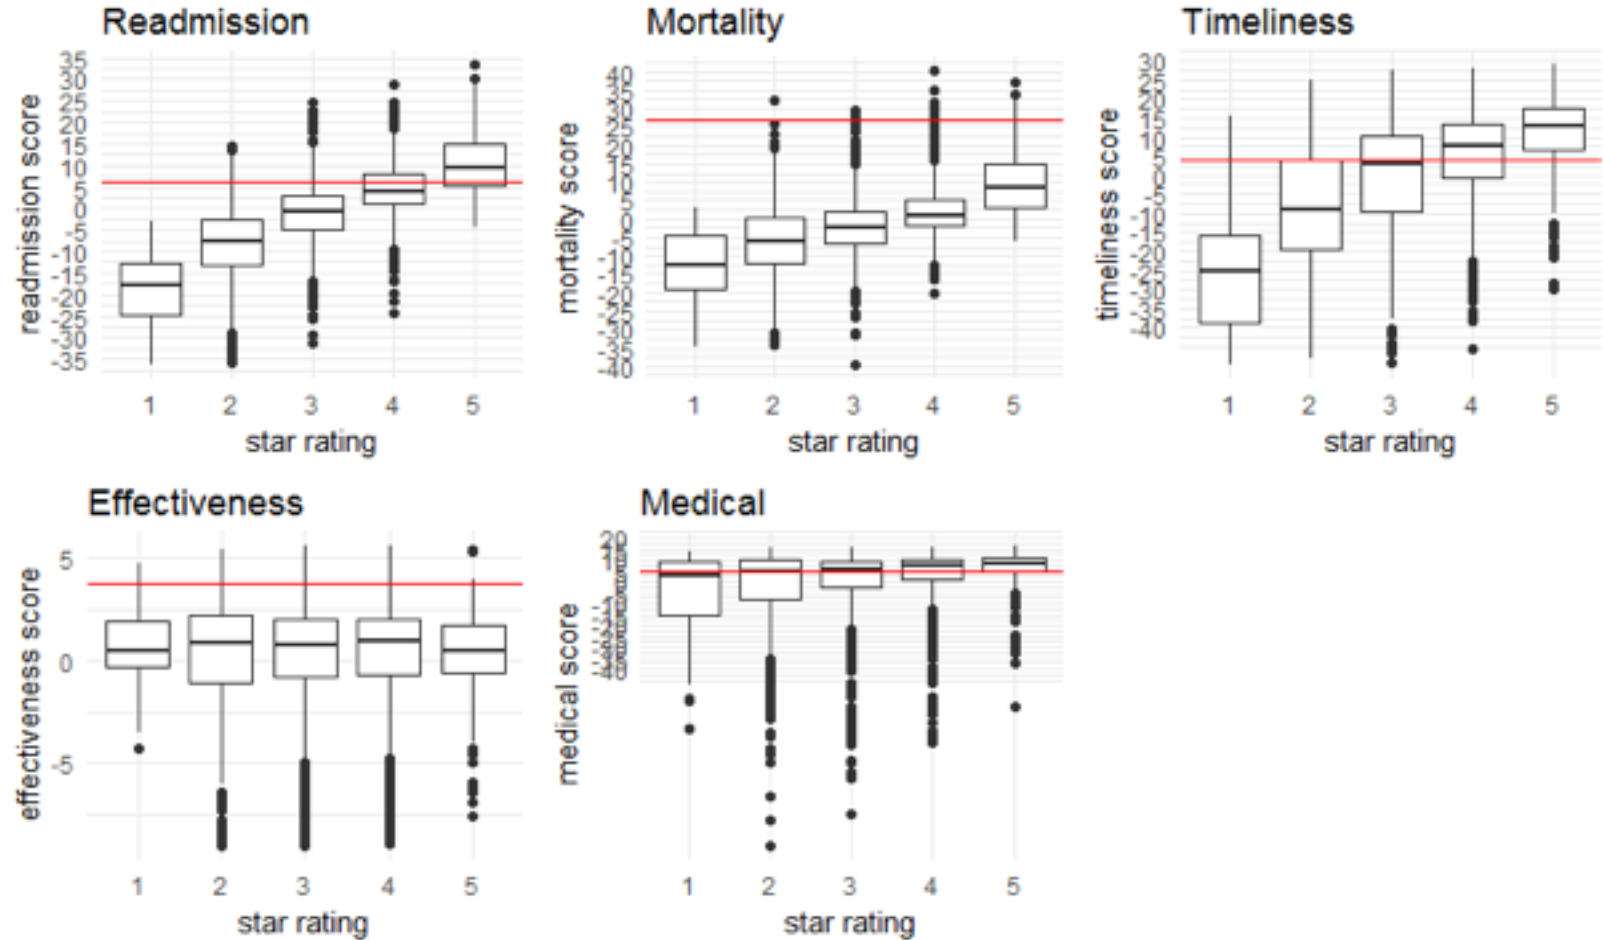 Readmission
readmission score
35
30
25
20
15
10
5
0
-5
-10
-15
-20
-25
-30
-35
1 2 3 4 5
star rating
Mortality
mortality score
40
35
30
25
20
15
10
5
0
-5
-10
-15
-20
-25
-30
-35
-40
1 2 3 4 5
star rating
Timeliness
timeliness score
30
25
20
15
10
5
0
-5
-10
-15
-20
-25
-30
-35
-40
1 2 3 4 5
star rating
Effectiveness
effectiveness score
5
0
-5
1 2 3 4 5
star rating
Medical
medical score
20
-40
1 2 3 4 5
star rating